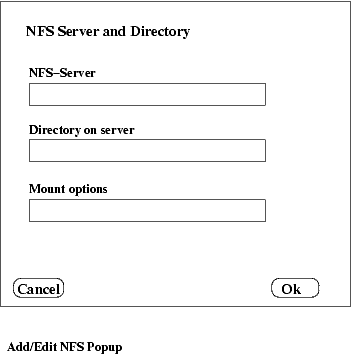 NFS Server and Directory
NFS–Server
Directory on server
Mount options
Cancel
Ok
Add/Edit NFS Popup